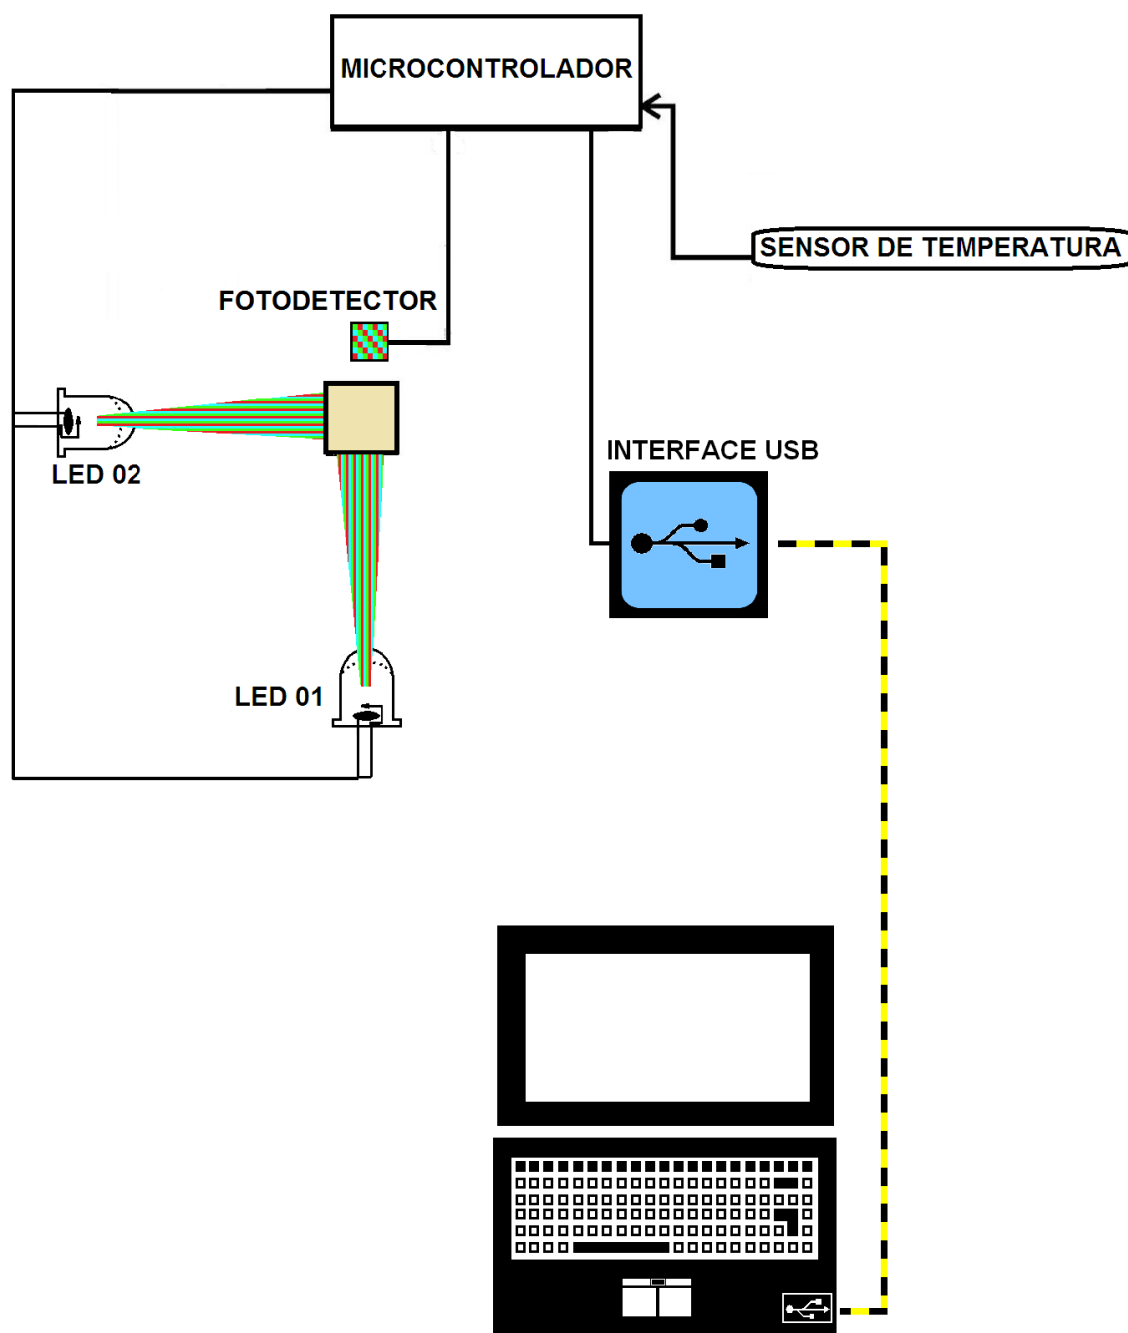 MICROCONTROLADOR
SENSOR DE TEMPERATURA
FOTODETECTOR
INTERFACE USB
LED 02
LED 01